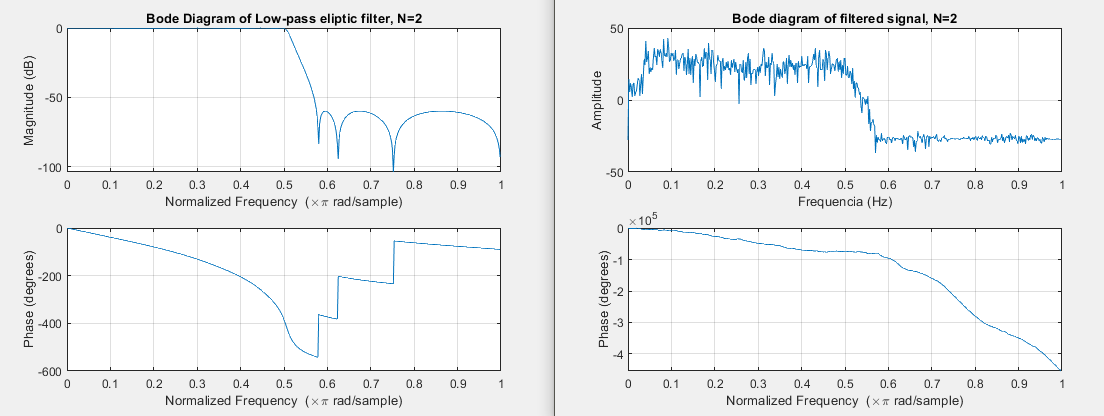 Bode Diagram of Low-pass eliptic filter, N=2
0
-50
-100
Magnitude (dB)
0 0.1 0.2 0.3 0.4 0.5 0.6 0.7 0.8 0.9 1
Normalized Frequency (×π rad/sample)
0
-200
-400
-600
Phase (degrees)
0 0.1 0.2 0.3 0.4 0.5 0.6 0.7 0.8 0.9 1
Normalized Frequency (×π rad/sample)
Bode diagram of filtered signal, N=2
50
0
-50
Amplitude
0 0.1 0.2 0.3 0.4 0.5 0.6 0.7 0.8 0.9 1
Frequencia (Hz)
×10⁵
0
-1
-2
-3
-4
Phase (degrees)
0 0.1 0.2 0.3 0.4 0.5 0.6 0.7 0.8 0.9 1
Normalized Frequency (×π rad/sample)